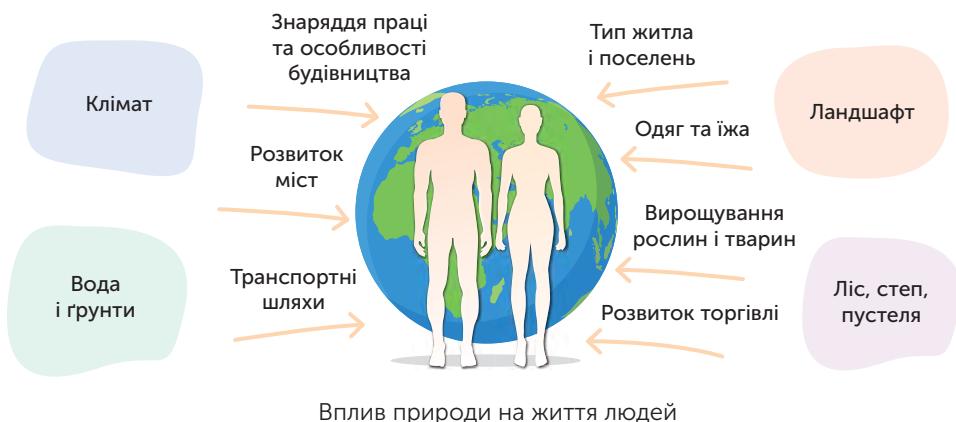 Знаряддя праці
та особливості
будівництва
Тип житла
і поселень
Клімат
Ландшафт
Одяг та їжа
Розвиток
міст
Вирощування
рослин і тварин
Вода
і ґрунти
Транспортні
шляхи
Розвиток торгівлі
Ліс, степ,
пустеля
Вплив природи на життя людей